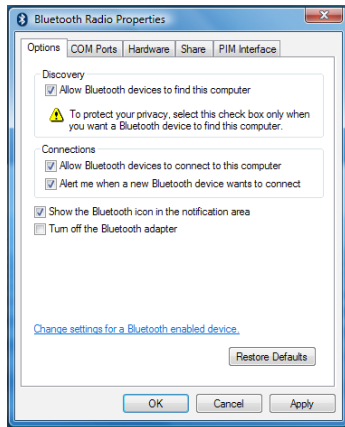 Bluetooth Radio Properties
Options COM Ports Hardware Share PIM Interface
Discovery
Allow Bluetooth devices to find this computer
To protect your privacy, select this check box only when
you want a Bluetooth device to find this computer.
Connections
Allow Bluetooth devices to connect to this computer
Alert me when a new Bluetooth device wants to connect
Show the Bluetooth icon in the notification area
Turn off the Bluetooth adapter
Change settings for a Bluetooth enabled device.
Restore Defaults
OK Cancel Apply